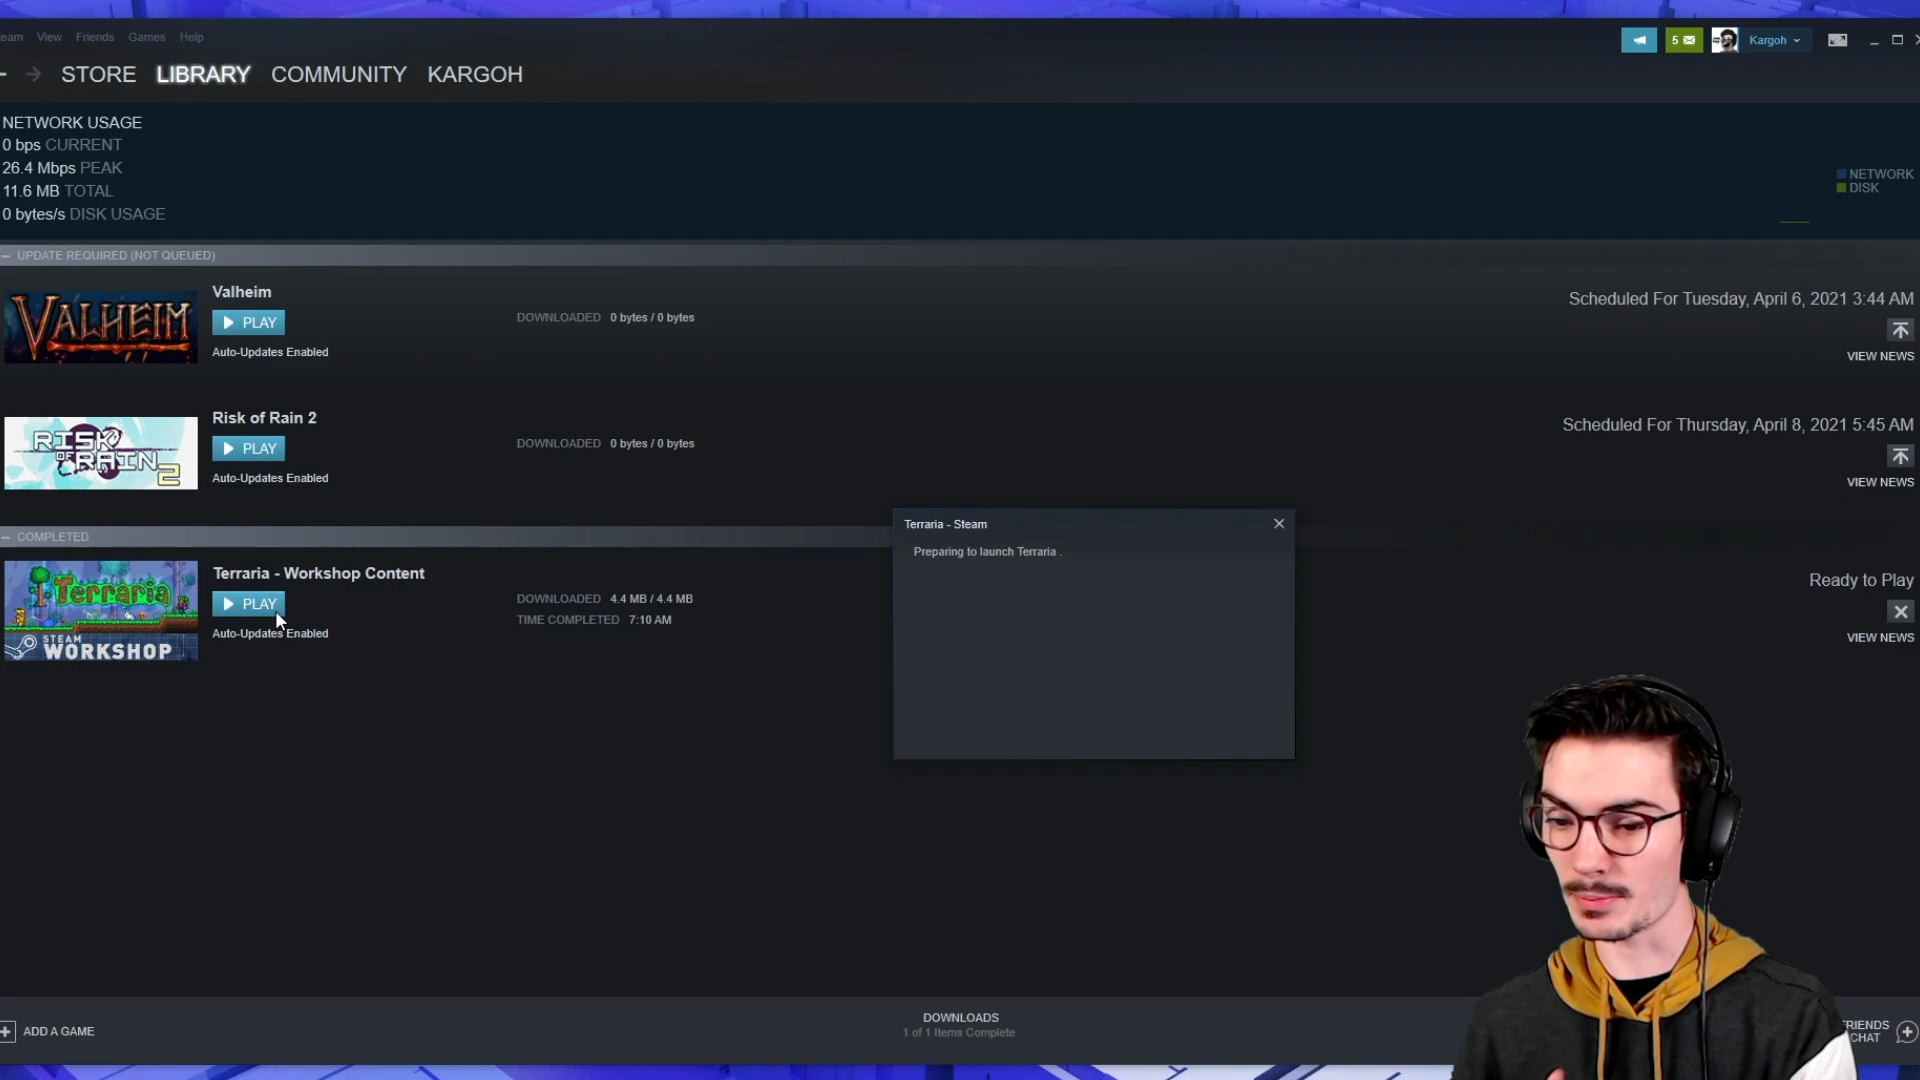 View Friends Games Help
5
Kargoh
STORE LIBRARY COMMUNITY KARGOH
NETWORK USAGE
0 bps CURRENT
26.4 Mbps PEAK
11.6 MB TOTAL
0 bytes/s DISK USAGE
NETWORK
DISK
UPDATE REQUIRED (NOT QUEUED)
VALHEIM
Valheim
PLAY
Auto-Updates Enabled
DOWNLOADED 0 bytes / 0 bytes
Scheduled For Tuesday, April 6, 2021 3:44 AM
VIEW NEWS
RISK
OF RAIN
2
Risk of Rain 2
PLAY
Auto-Updates Enabled
DOWNLOADED 0 bytes / 0 bytes
Scheduled For Thursday, April 8, 2021 5:45 AM
VIEW NEWS
COMPLETED
Terraria
STEAM
WORKSHOP
Terraria - Workshop Content
PLAY
Auto-Updates Enabled
DOWNLOADED 4.4 MB / 4.4 MB
TIME COMPLETED 7:10 AM
Ready to Play
VIEW NEWS
Terraria - Steam
Preparing to launch Terraria .
ADD A GAME
DOWNLOADS
1 of 1 Items Complete
CHAT